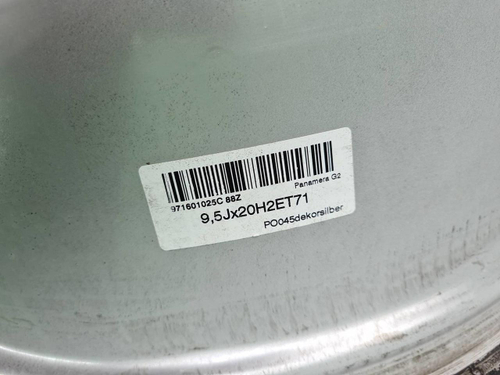 971601025C 88Z
Panamera G2
9,5Jx20H2ET71
PO045dekorsilber